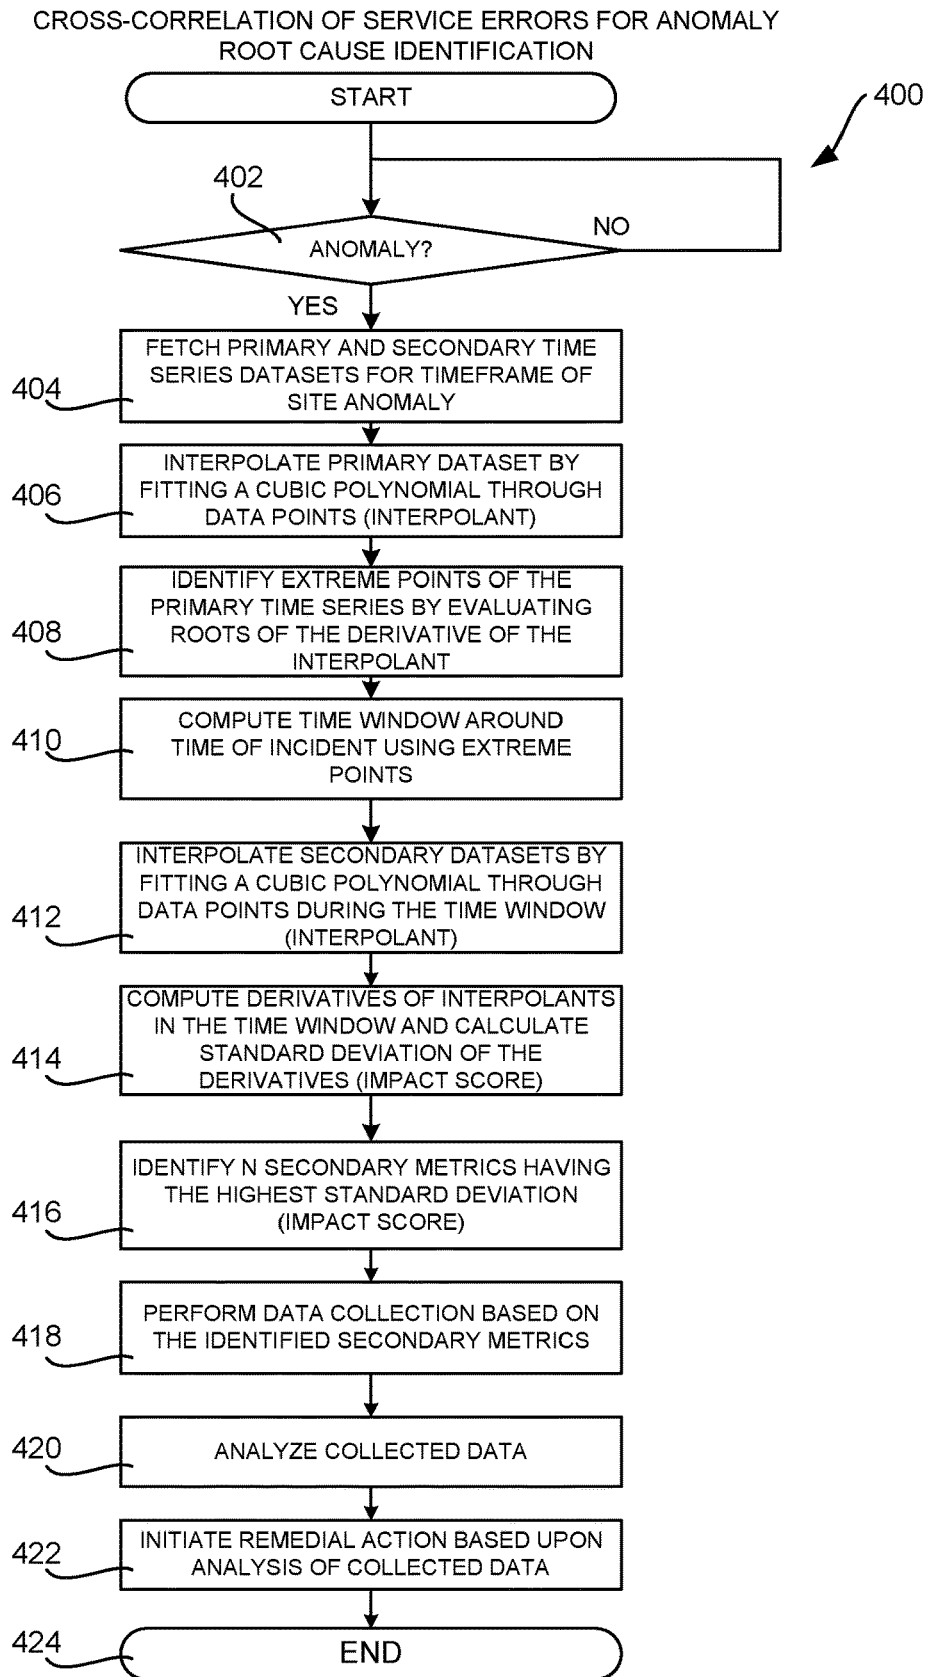 CROSS-CORRELATION OF SERVICE ERRORS FOR ANOMALY
ROOT CAUSE IDENTIFICATION
START
400
402
ANOMALY?
NO
YES
404
FETCH PRIMARY AND SECONDARY TIME
SERIES DATASETS FOR TIMEFRAME OF
SITE ANOMALY
406
INTERPOLATE PRIMARY DATASET BY
FITTING A CUBIC POLYNOMIAL THROUGH
DATA POINTS (INTERPOLANT)
408
IDENTIFY EXTREME POINTS OF THE
PRIMARY TIME SERIES BY EVALUATING
ROOTS OF THE DERIVATIVE OF THE
INTERPOLANT
410
COMPUTE TIME WINDOW AROUND
TIME OF INCIDENT USING EXTREME
POINTS
412
INTERPOLATE SECONDARY DATASETS BY
FITTING A CUBIC POLYNOMIAL THROUGH
DATA POINTS DURING THE TIME WINDOW
(INTERPOLANT)
414
COMPUTE DERIVATIVES OF INTERPOLANTS
IN THE TIME WINDOW AND CALCULATE
STANDARD DEVIATION OF THE
DERIVATIVES (IMPACT SCORE)
416
IDENTIFY N SECONDARY METRICS HAVING
THE HIGHEST STANDARD DEVIATION
(IMPACT SCORE)
418
PERFORM DATA COLLECTION BASED ON
THE IDENTIFIED SECONDARY METRICS
420
ANALYZE COLLECTED DATA
422
INITIATE REMEDIAL ACTION BASED UPON
ANALYSIS OF COLLECTED DATA
424
END